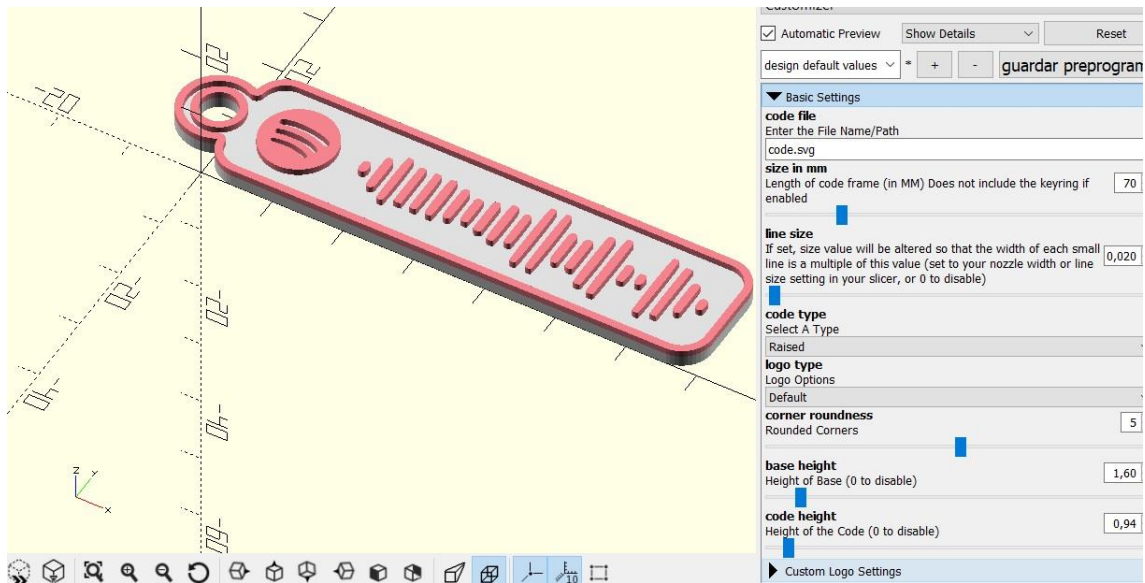 Customizer
Automatic Preview
Show Details
Reset
design default values
*
+
-
guardar preprogram
Basic Settings
code file
Enter the File Name/Path
code.svg
size in mm
Length of code frame (in MM) Does not include the keyring if
enabled
70
line size
If set, size value will be altered so that the width of each small
line is a multiple of this value (set to your nozzle width or line
size setting in your slicer, or 0 to disable)
0,020
code type
Select A Type
Raised
logo type
Logo Options
Default
corner roundness
Rounded Corners
5
base height
Height of Base (0 to disable)
1,60
code height
Height of the Code (0 to disable)
0,94
Custom Logo Settings
z
y
x
10